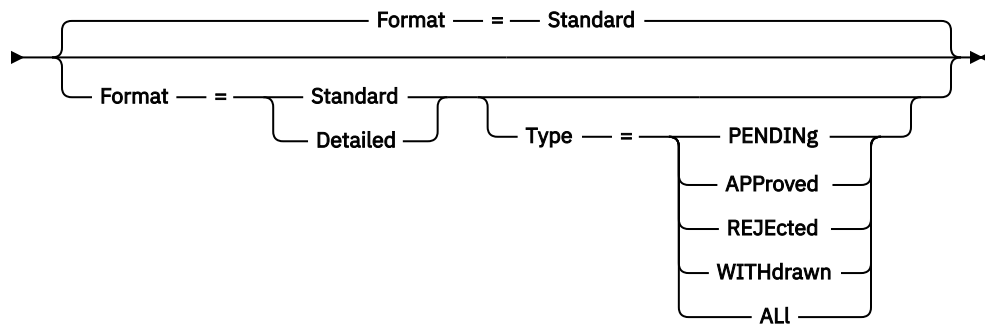 Format = Standard
Format = Standard
Detailed
Type = PENDINg
APProved
REJEcted
WITHdrawn
ALl